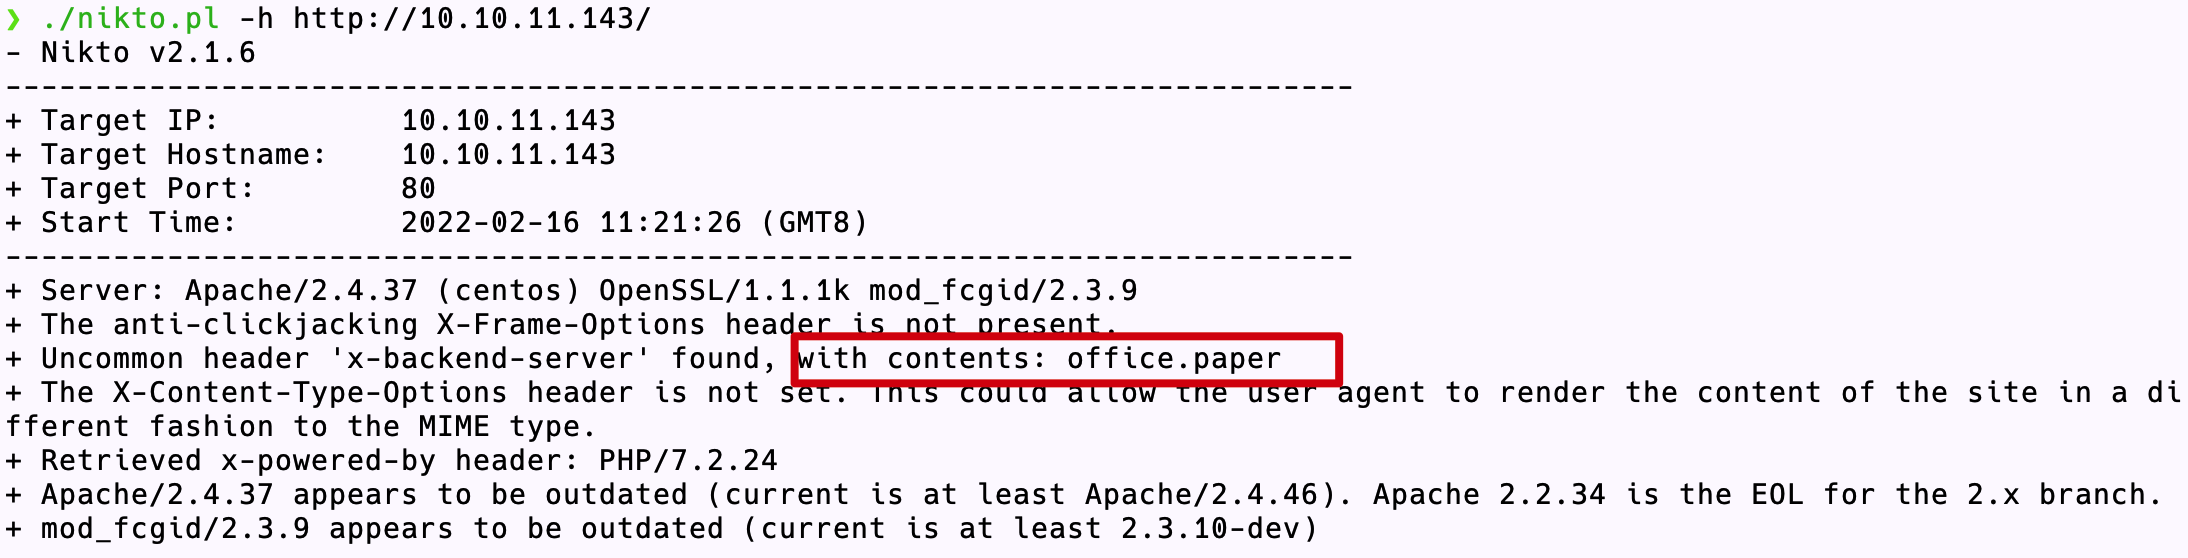 ❯ ./nikto.pl -h http://10.10.11.143/
- Nikto v2.1.6
---------------------------------------------------------------------------
+ Target IP:          10.10.11.143
+ Target Hostname:    10.10.11.143
+ Target Port:        80
+ Start Time:         2022-02-16 11:21:26 (GMT8)
---------------------------------------------------------------------------
+ Server: Apache/2.4.37 (centos) OpenSSL/1.1.1k mod_fcgid/2.3.9
+ The anti-clickjacking X-Frame-Options header is not present.
+ Uncommon header 'x-backend-server' found, with contents: office.paper
+ The X-Content-Type-Options header is not set. This could allow the user agent to render the content of the site in a di
fferent fashion to the MIME type.
+ Retrieved x-powered-by header: PHP/7.2.24
+ Apache/2.4.37 appears to be outdated (current is at least Apache/2.4.46). Apache 2.2.34 is the EOL for the 2.x branch.
+ mod_fcgid/2.3.9 appears to be outdated (current is at least 2.3.10-dev)